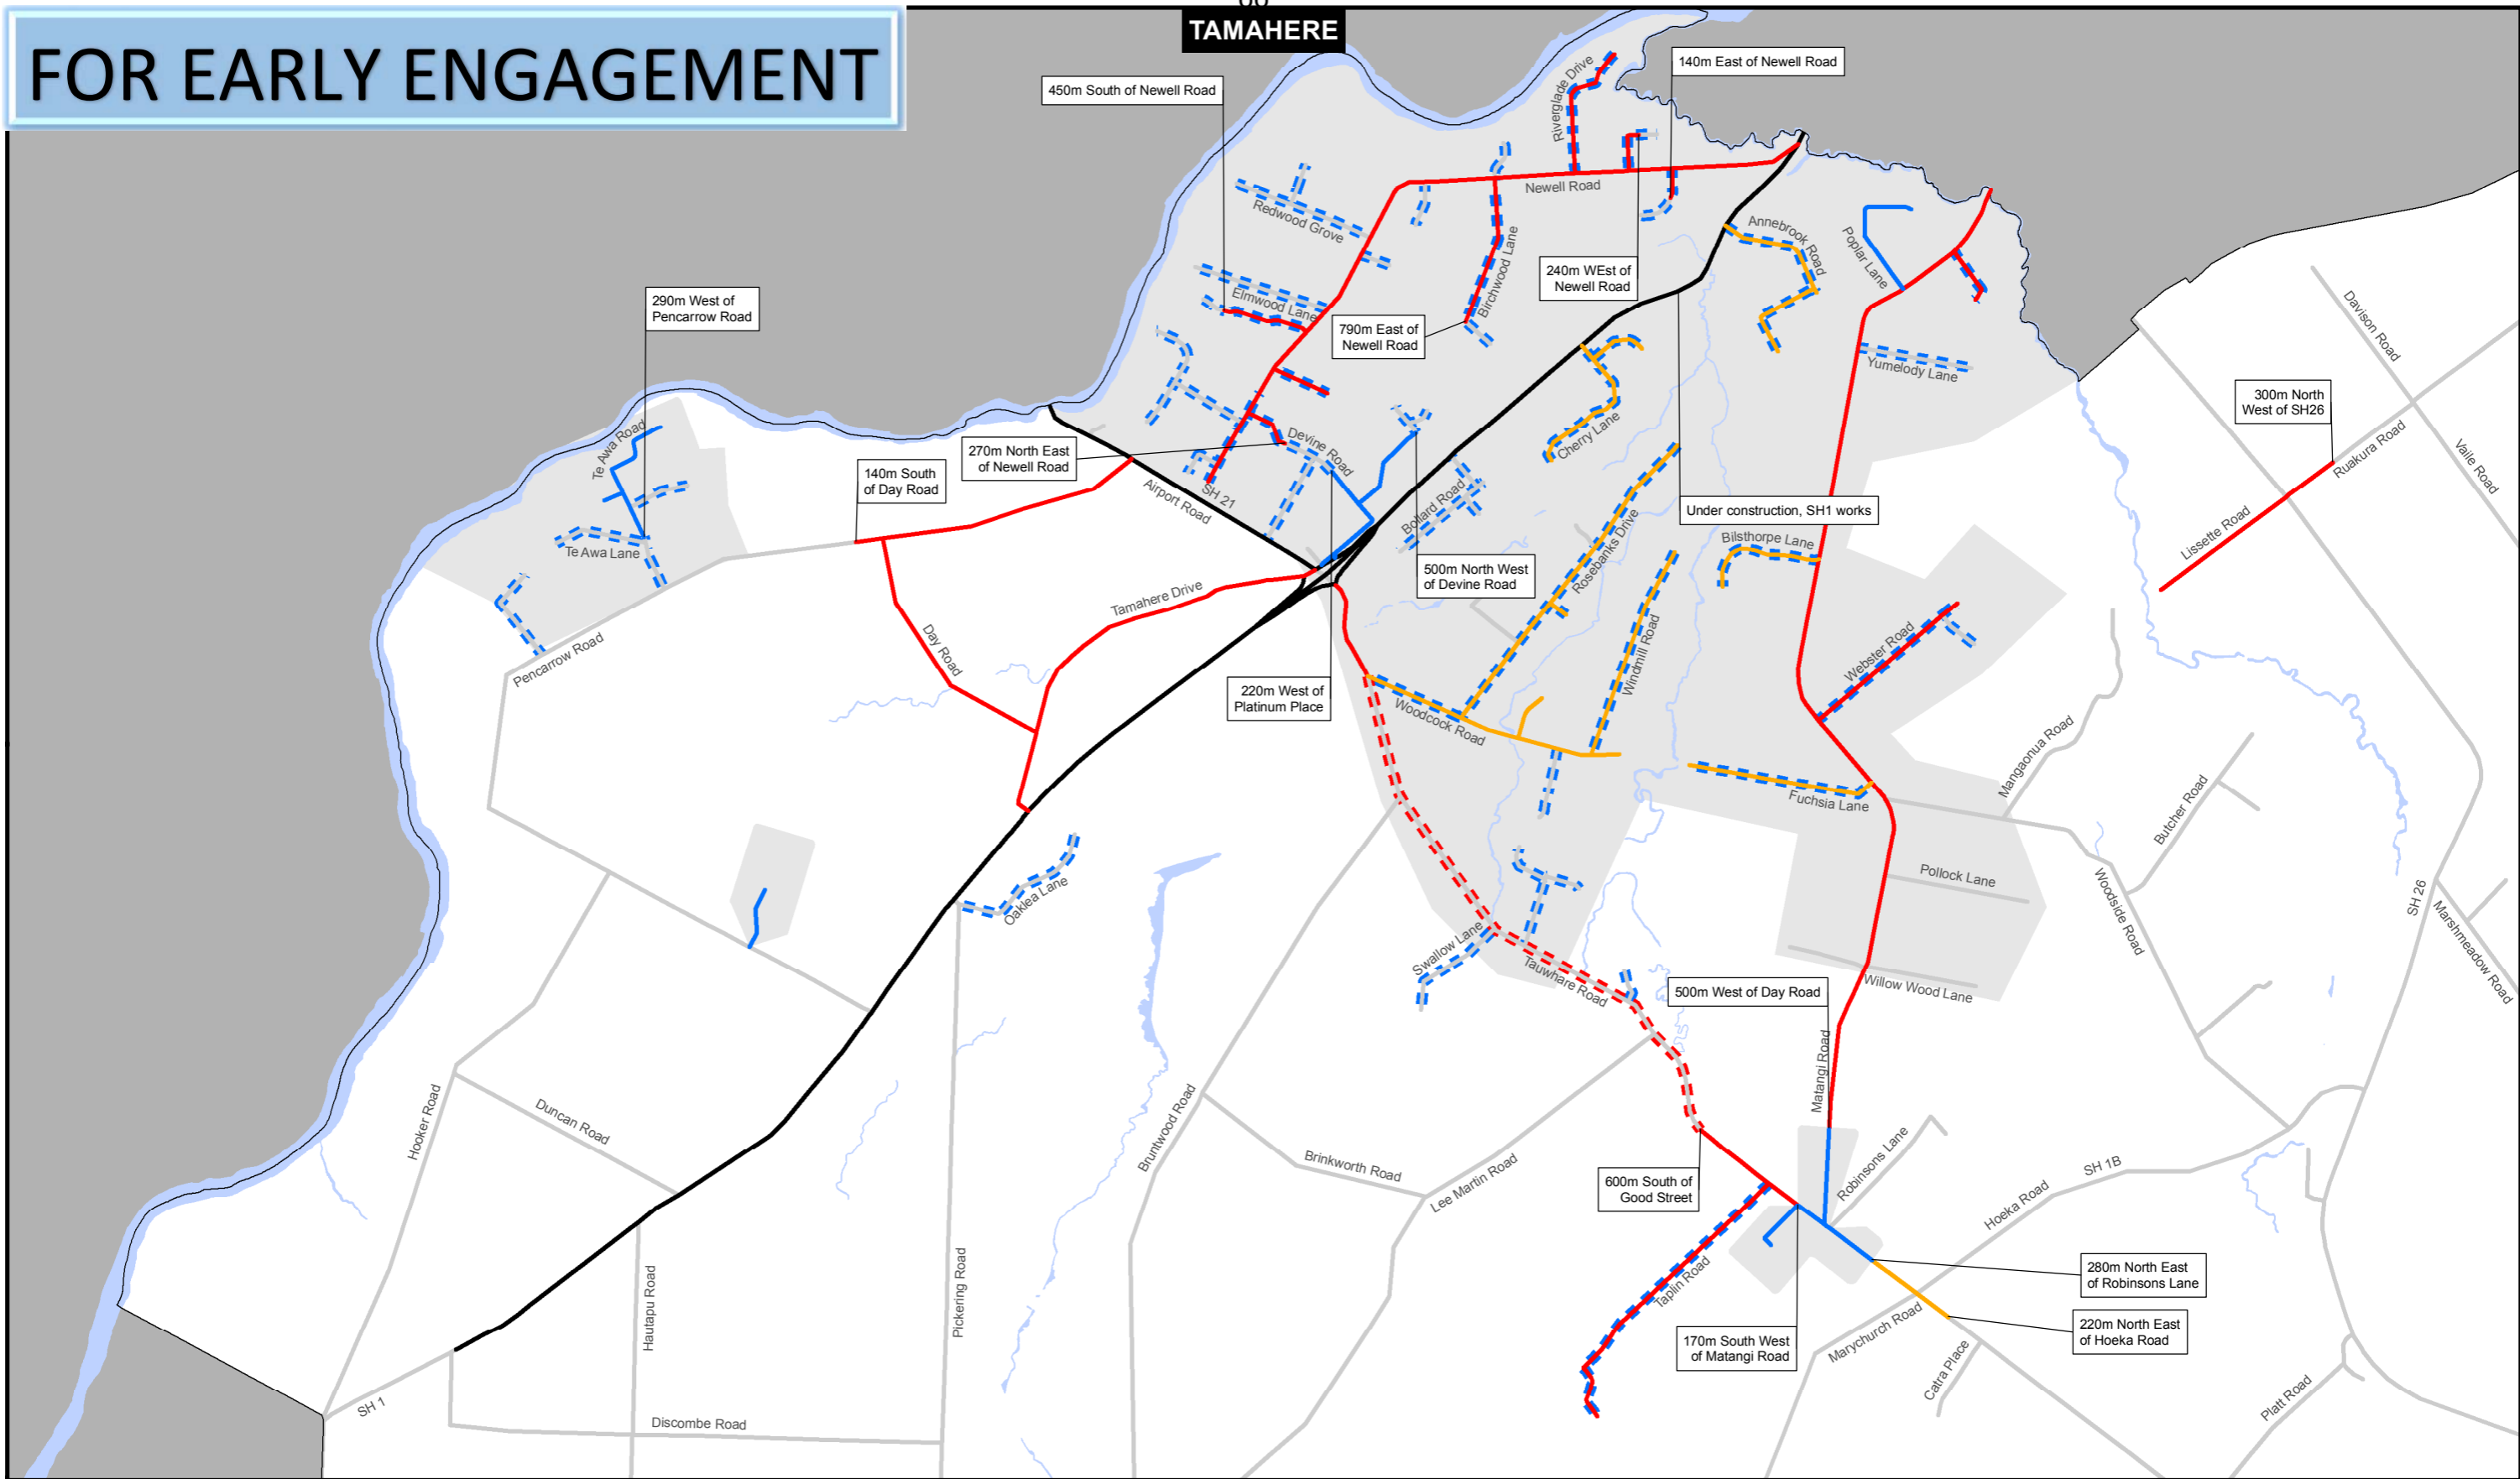 TAMAHERE
FOR EARLY ENGAGEMENT
140m East of Newell Road
450m South of Newell Road
Riverglade Drive
Newell Road
Redwood Grove
Annebrook Road
Poplar Lane
Birchwood Lane
240m WEst of
Newell Road
290m West of
Pencarrow Road
Elmwood Lane
790m East of
Newell Road
Davison Road
Yumelody Lane
300m North
West of SH26
Te Awa Road
Cherry Lane
Devine Road
270m North East
of Newell Road
Ruakura Road
Vaile Road
140m South
of Day Road
SH 21
Airport Road
Bollard Road
Under construction, SH1 works
Lissette Road
Te Awa Lane
Bilsthorpe Lane
Rosebanks Drive
500m North West
of Devine Road
Tamahere Drive
Day Road
Pencarrow Road
Windmill Road
Webster Road
220m West of
Platinum Place
Woodcock Road
Mangaonua Road
Fuchsia Lane
Butcher Road
Pollock Lane
Oaklea Lane
Woodside Road
SH 26
Marshmeadow Road
Swallow Lane
Tauwhare Road
Willow Wood Lane
500m West of Day Road
Matangi Road
Hooker Road
Duncan Road
Bruntwood Road
Brinkworth Road
Lee Martin Road
600m South of
Good Street
Robinsons Lane
SH 1B
Hoeka Road
Hautapu Road
Pickering Road
Taplin Road
280m North East
of Robinsons Lane
220m North East
of Hoeka Road
170m South West
of Matangi Road
Marychurch Road
Catra Place
Platt Road
SH 1
Discombe Road